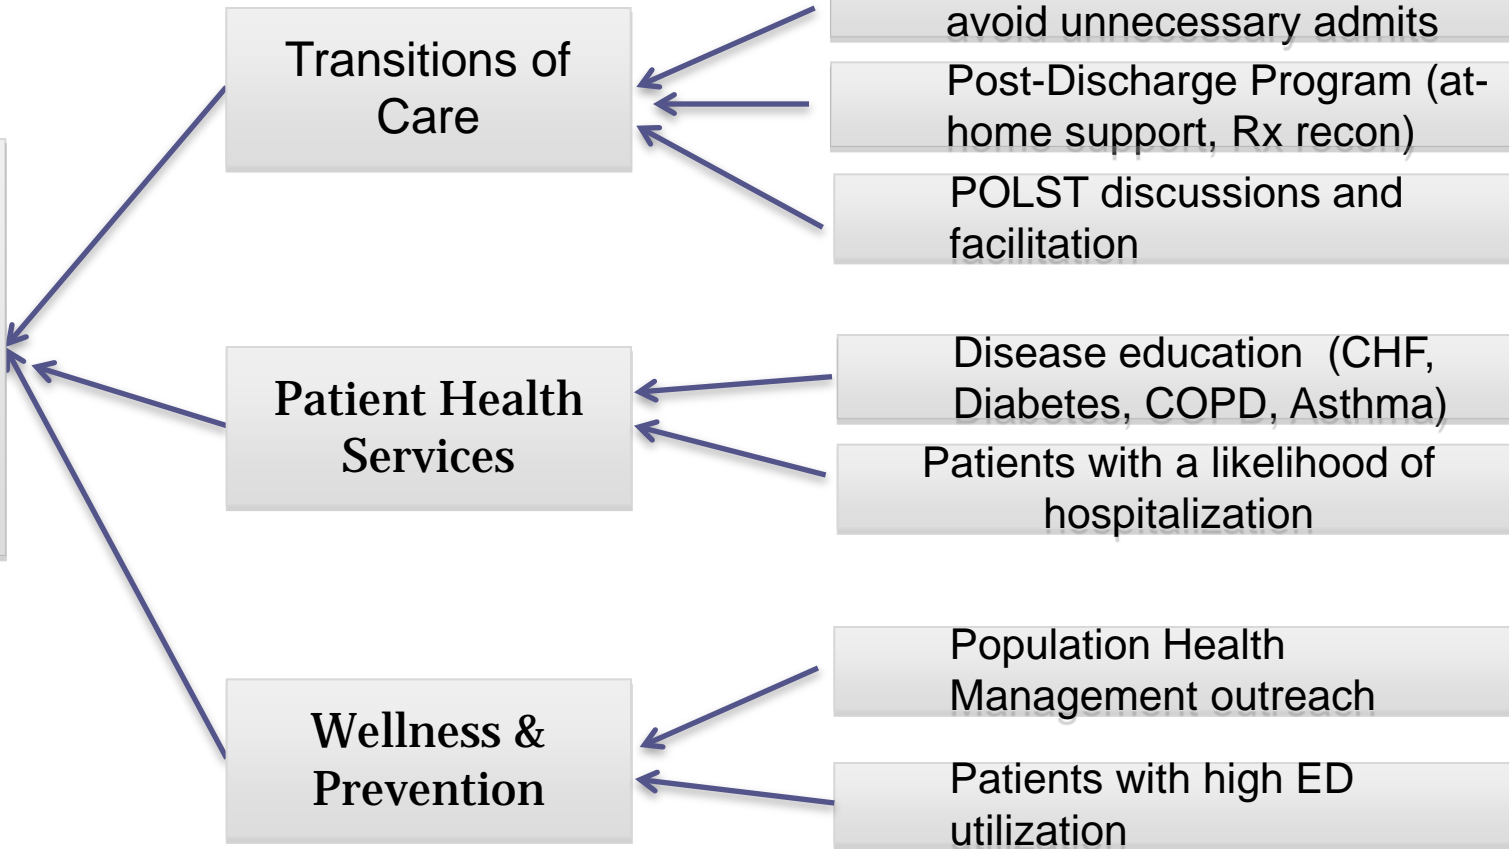 avoid unnecessary admits
Transitions of
Care
Post-Discharge Program (at-
home support, Rx recon)
POLST discussions and
facilitation
Patient Health
Services
Disease education  (CHF,
Diabetes, COPD, Asthma)
Patients with a likelihood of
hospitalization
Wellness &
Prevention
Population Health
Management outreach
Patients with high ED
utilization